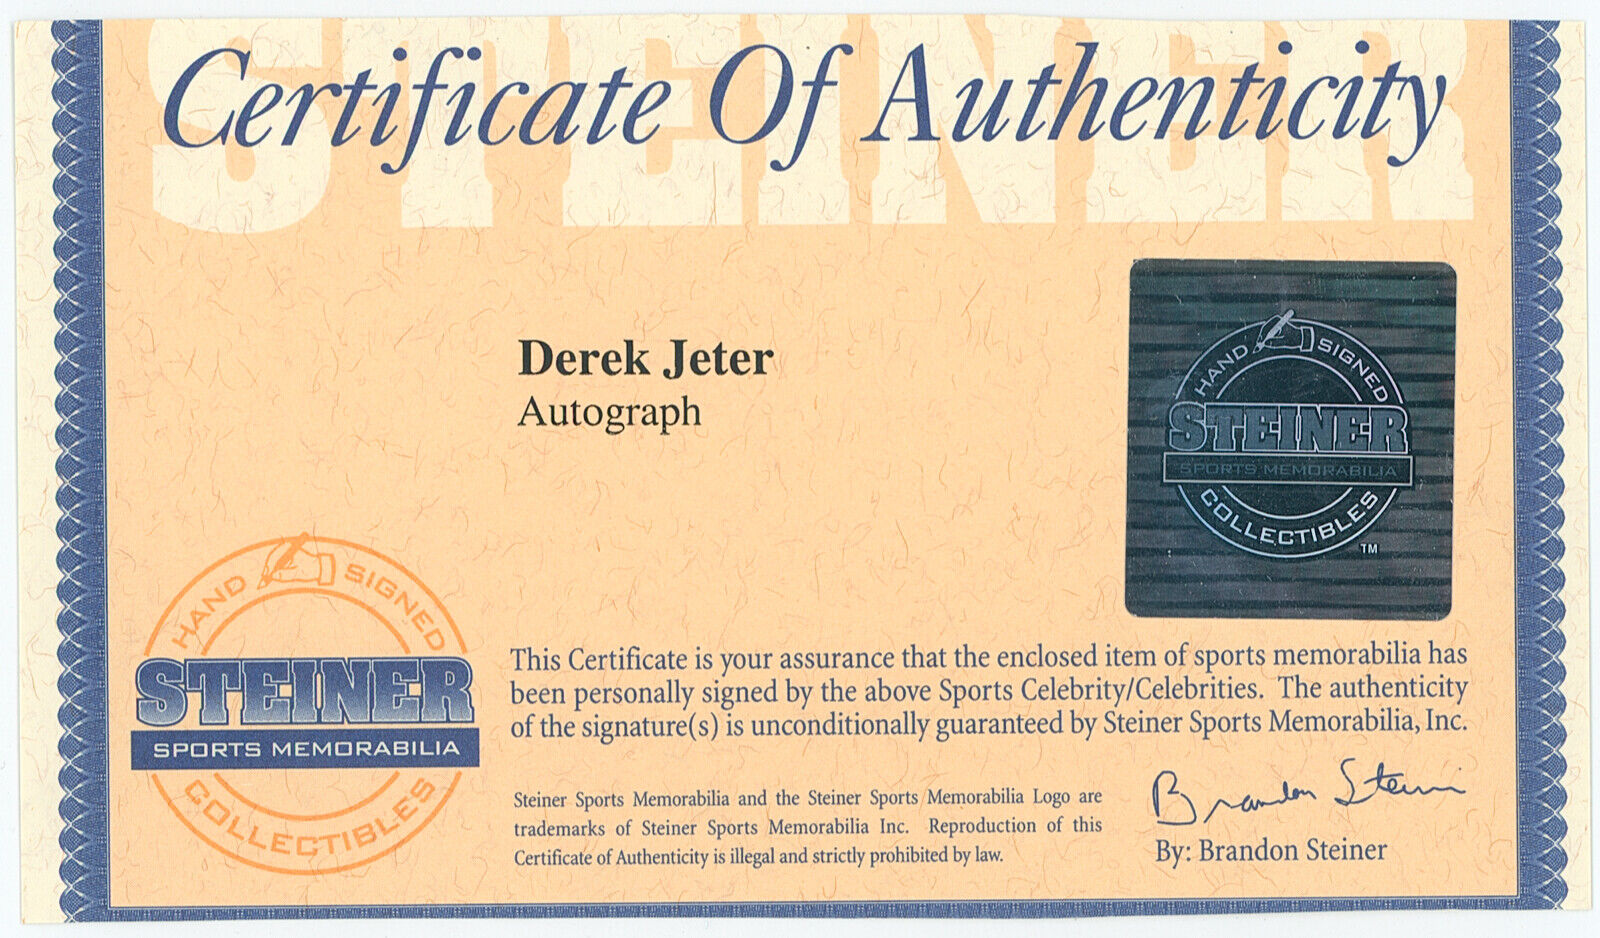 STEINER
Certificate Of Authenticity
Derek Jeter
Autograph
HAND SIGNED
STEINER
SPORTS MEMORABILIA
COLLECTIBLES
TM
HAND SIGNED
STEINER
SPORTS MEMORABILIA
COLLECTIBLES
This Certificate is your assurance that the enclosed item of sports memorabilia has
been personally signed by the above Sports Celebrity/Celebrities. The authenticity
of the signature(s) is unconditionally guaranteed by Steiner Sports Memorabilia, Inc.
Steiner Sports Memorabilia and the Steiner Sports Memorabilia Logo are
trademarks of Steiner Sports Memorabilia Inc. Reproduction of this
Certificate of Authenticity is illegal and strictly prohibited by law.
Brandon Steiner
By: Brandon Steiner